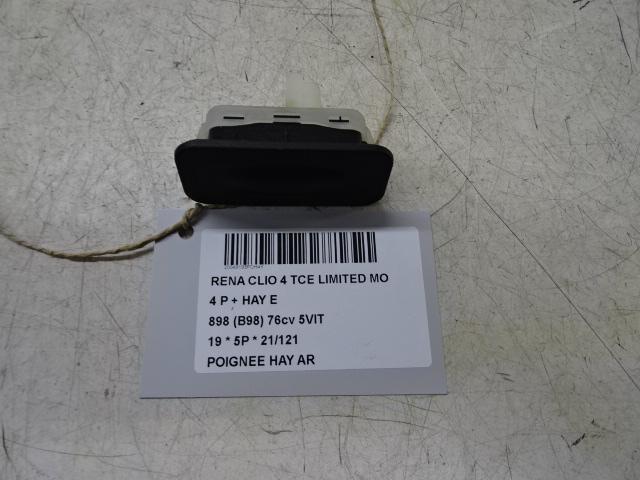 RENA CLIO 4 TCE LIMITED MO
4 P + HAY E
898 (B98) 76cv 5VIT
19 * 5P * 21/121
POIGNEE HAY AR